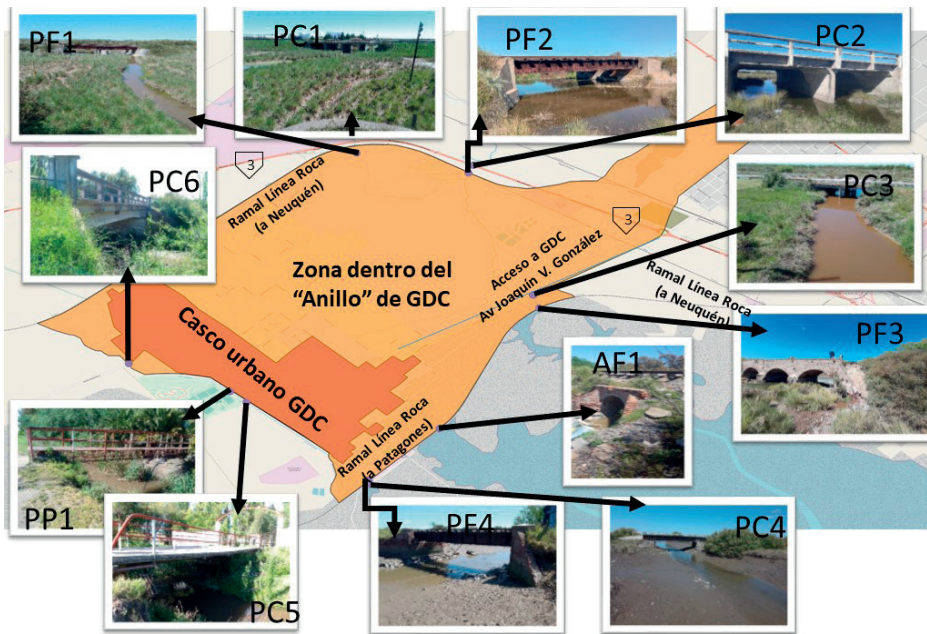 PF1
PC1
PF2
PC2
PC6
3
Ramal Línea Roca
(a Neuquén)
PC3
3
Zona dentro del
“Anillo” de GDC
Acceso a GDC
Av Joaquín V. González
Ramal Línea Roca
(a Neuquén)
Casco urbano GDC
AF1
PF3
Ramal Línea Roca
(a Patagones)
PP1
PC5
PF4
PC4